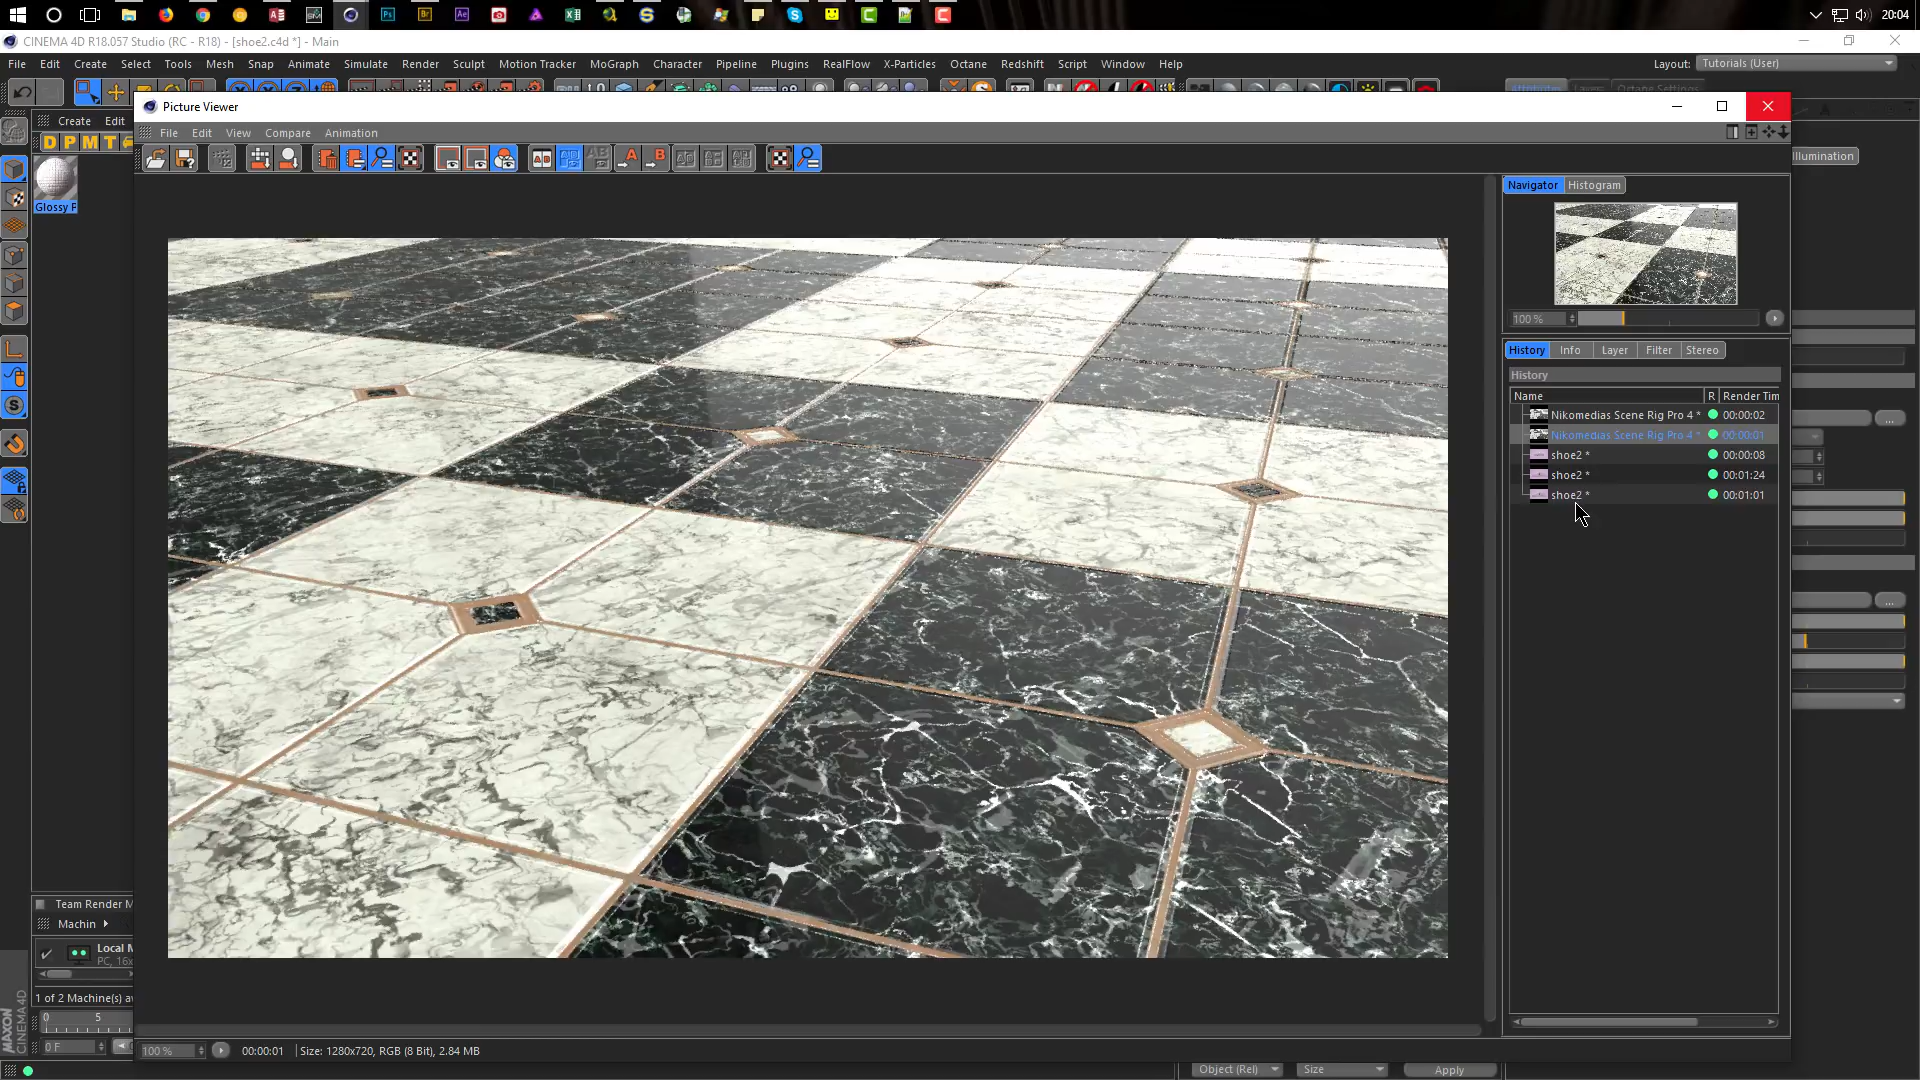 20:04
CINEMA 4D R18.057 Studio (RC - R18) - [shoe2.c4d *] - Main
File Edit Create Select Tools Mesh Snap Animate Simulate Render Sculpt Motion Tracker MoGraph Character Pipeline Plugins RealFlow X-Particles Octane Redshift Script Window Help
Layout: Tutorials (User)
Picture Viewer
Create Edit
File Edit View Compare Animation
D P M T
Illumination
Navigator Histogram
Glossy F
100 %
History Info Layer Filter Stereo
History
Name R Render Tim
Nikomedias Scene Rig Pro 4 * 00:00:02
Nikomedias Scene Rig Pro 4 * 00:00:01
shoe2 * 00:00:08
shoe2 * 00:01:24
shoe2 * 00:01:01
Team Render M
Machin
Local M
PC, 16x
1 of 2 Machine(s) a
0 5
0 F
100 % 00:00:01 Size: 1280x720, RGB (8 Bit), 2.84 MB
Object (Rel) Size Apply
MAXON
CINEMA 4D